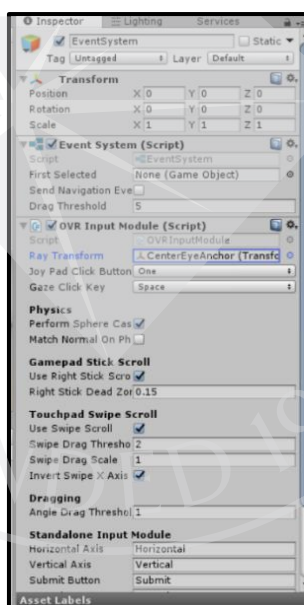 Inspector Lighting Services
EventSystem Static
Tag Untagged Layer Default
Transform
Position X 0 Y 0 Z 0
Rotation X 0 Y 0 Z 0
Scale X 1 Y 1 Z 1
Event System (Script)
Script EventSystem
First Selected None (Game Object)
Send Navigation Eve
Drag Threshold 5
OVR Input Module (Script)
Script OVRInputModule
Ray Transform CenterEyeAnchor (Transfo
Joy Pad Click Button One
Gaze Click Key Space
Physics
Perform Sphere Cas
Match Normal On Ph
Gamepad Stick Scroll
Use Right Stick Scro
Right Stick Dead Zor 0.15
Touchpad Swipe Scroll
Use Swipe Scroll
Swipe Drag Thresho 2
Swipe Drag Scale 1
Invert Swipe X Axis
Dragging
Angle Drag Threshol 1
Standalone Input Module
Horizontal Axis Horizontal
Vertical Axis Vertical
Submit Button Submit
Asset Labels